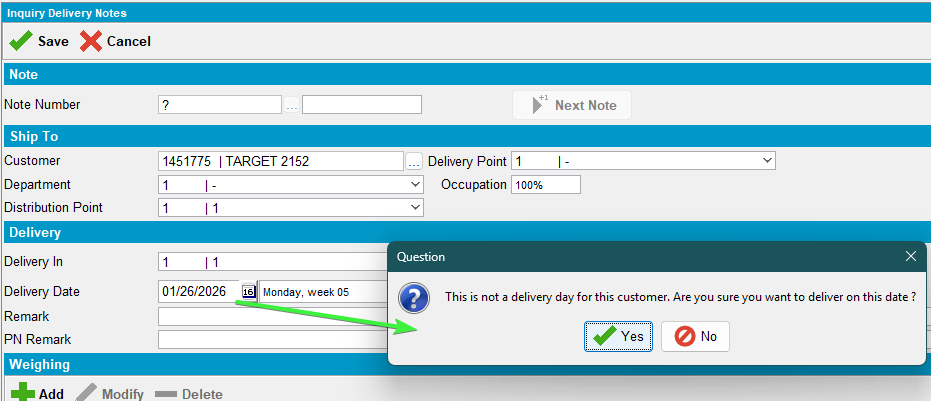 Inquiry Delivery Notes
Save Cancel
Note
Note Number ? ... +1 Next Note
Ship To
Customer 1451775 | TARGET 2152 ... Delivery Point 1 | -
Department 1 | - Occupation 100%
Distribution Point 1 | 1
Delivery
Delivery In 1 | 1
Delivery Date 01/26/2026 16 Monday, week 05
Remark
PN Remark
Weighing
Add Modify Delete
Question
This is not a delivery day for this customer. Are you sure you want to deliver on this date ?
Yes No